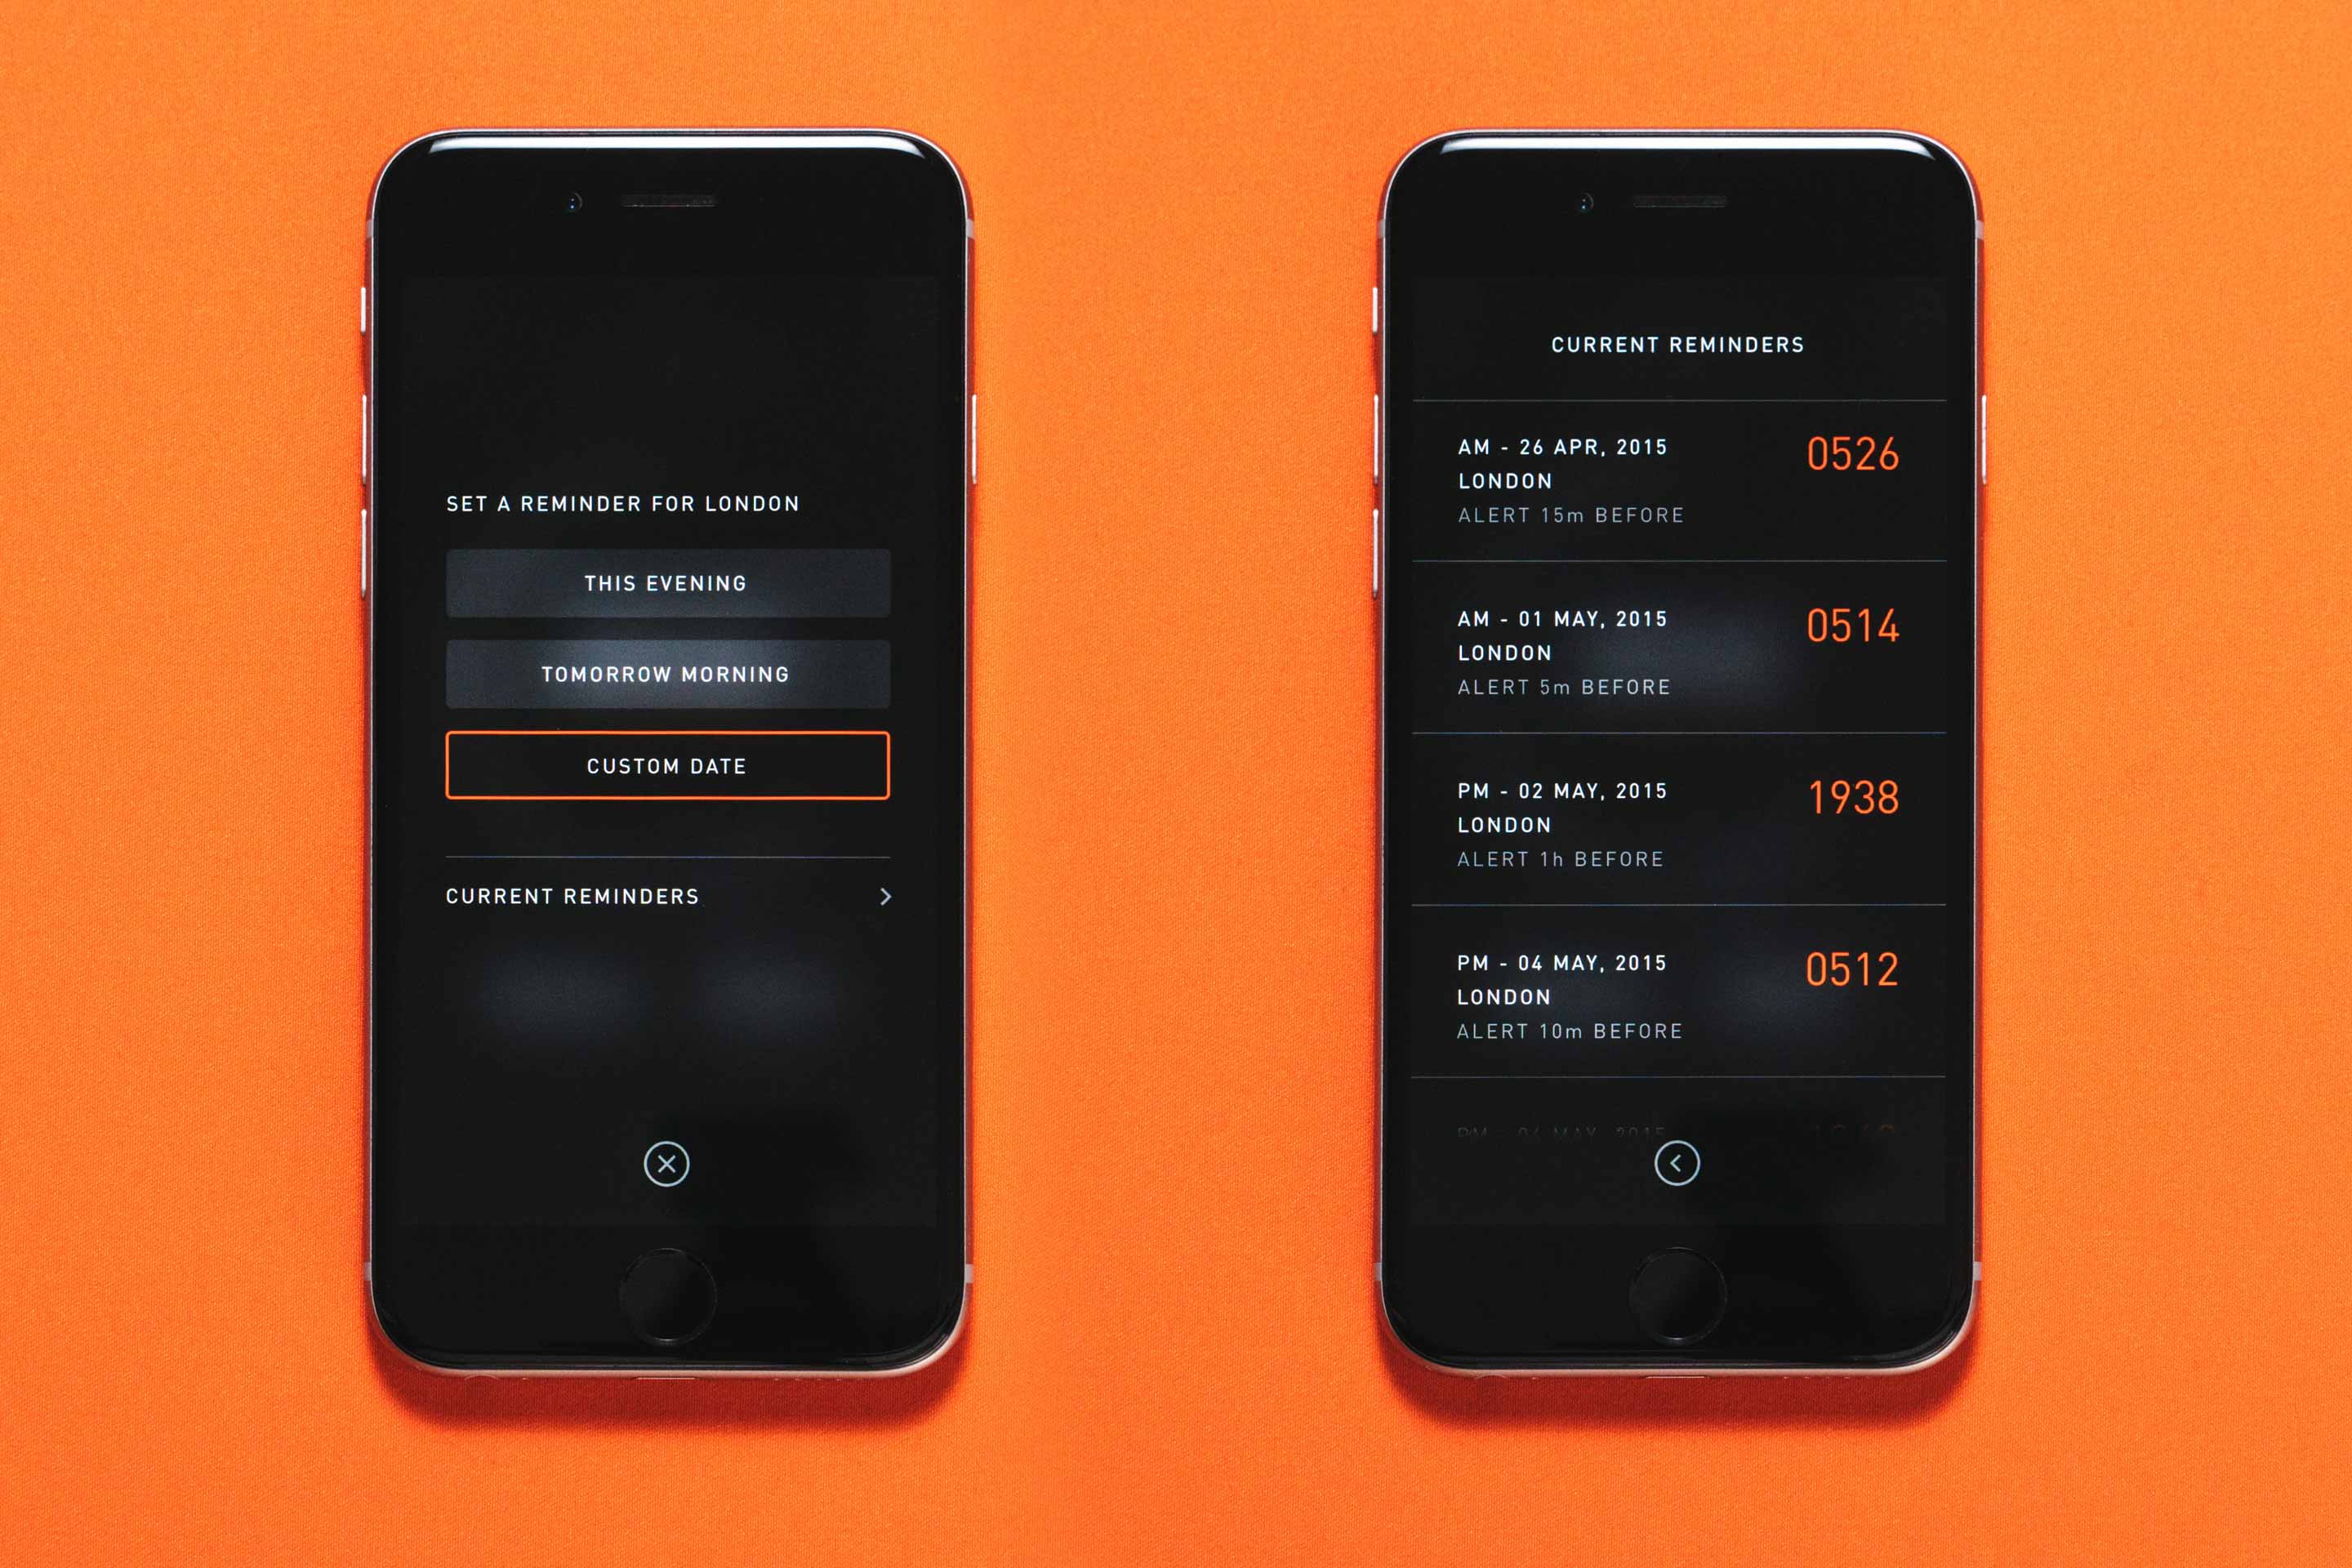 SET A REMINDER FOR LONDON
THIS EVENING
TOMORROW MORNING
CUSTOM DATE
CURRENT REMINDERS
CURRENT REMINDERS
AM - 26 APR, 2015
0526
LONDON
ALERT 15m BEFORE
AM - 01 MAY, 2015
0514
LONDON
ALERT 5m BEFORE
PM - 02 MAY, 2015
1938
LONDON
ALERT 1h BEFORE
PM - 04 MAY, 2015
0512
LONDON
ALERT 10m BEFORE